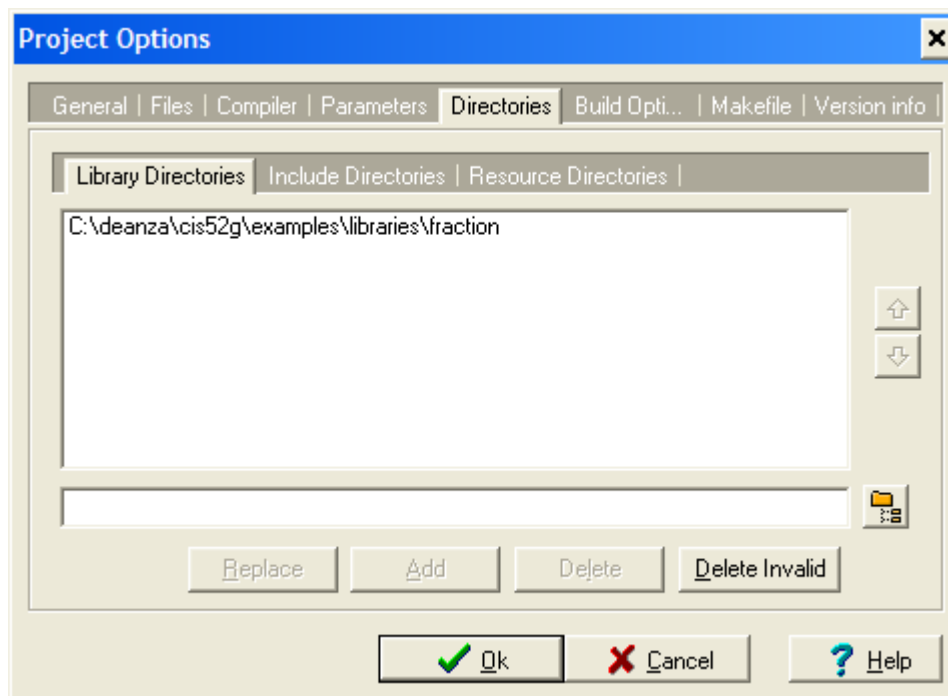 Project Options
General | Files | Compiler | Parameters Directories Build Opti... | Makefile | Version info |
Library Directories Include Directories | Resource Directories |
C:\deanza\cis52g\examples\libraries\fraction
Replace Add Delete Delete Invalid
Ok Cancel Help